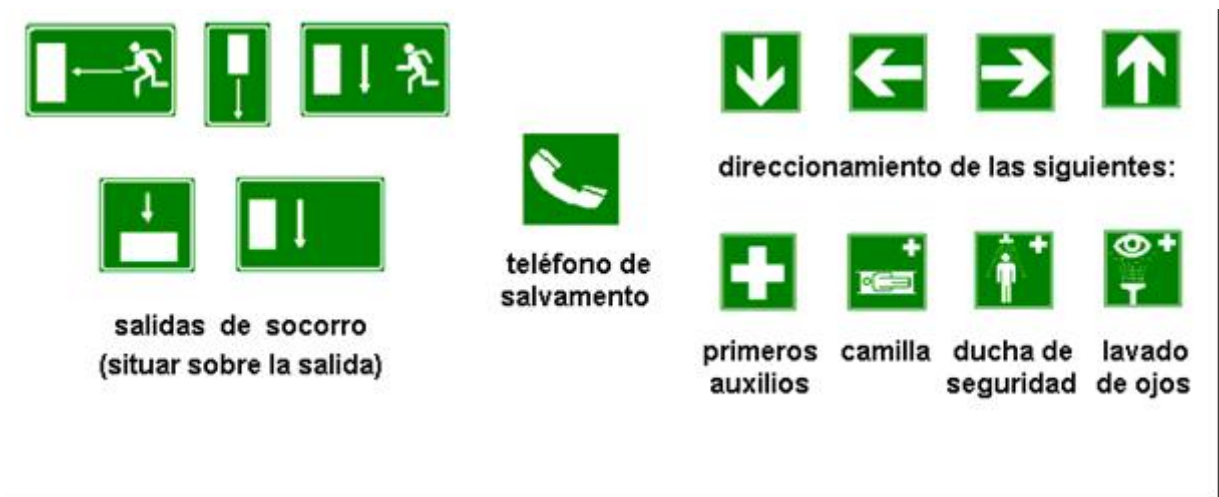 salidas de socorro
(situar sobre la salida)
teléfono de
salvamento
direccionamiento de las siguientes:
primeros
auxilios
camilla
ducha de
seguridad
lavado
de ojos